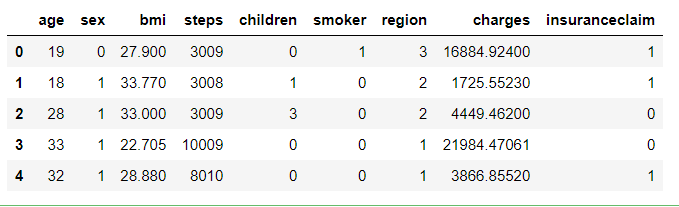 age sex bmi steps children smoker region charges insuranceclaim
0 19 0 27.900 3009 0 1 3 16884.92400 1
1 18 1 33.770 3008 1 0 2 1725.55230 1
2 28 1 33.000 3009 3 0 2 4449.46200 0
3 33 1 22.705 10009 0 0 1 21984.47061 0
4 32 1 28.880 8010 0 0 1 3866.85520 1